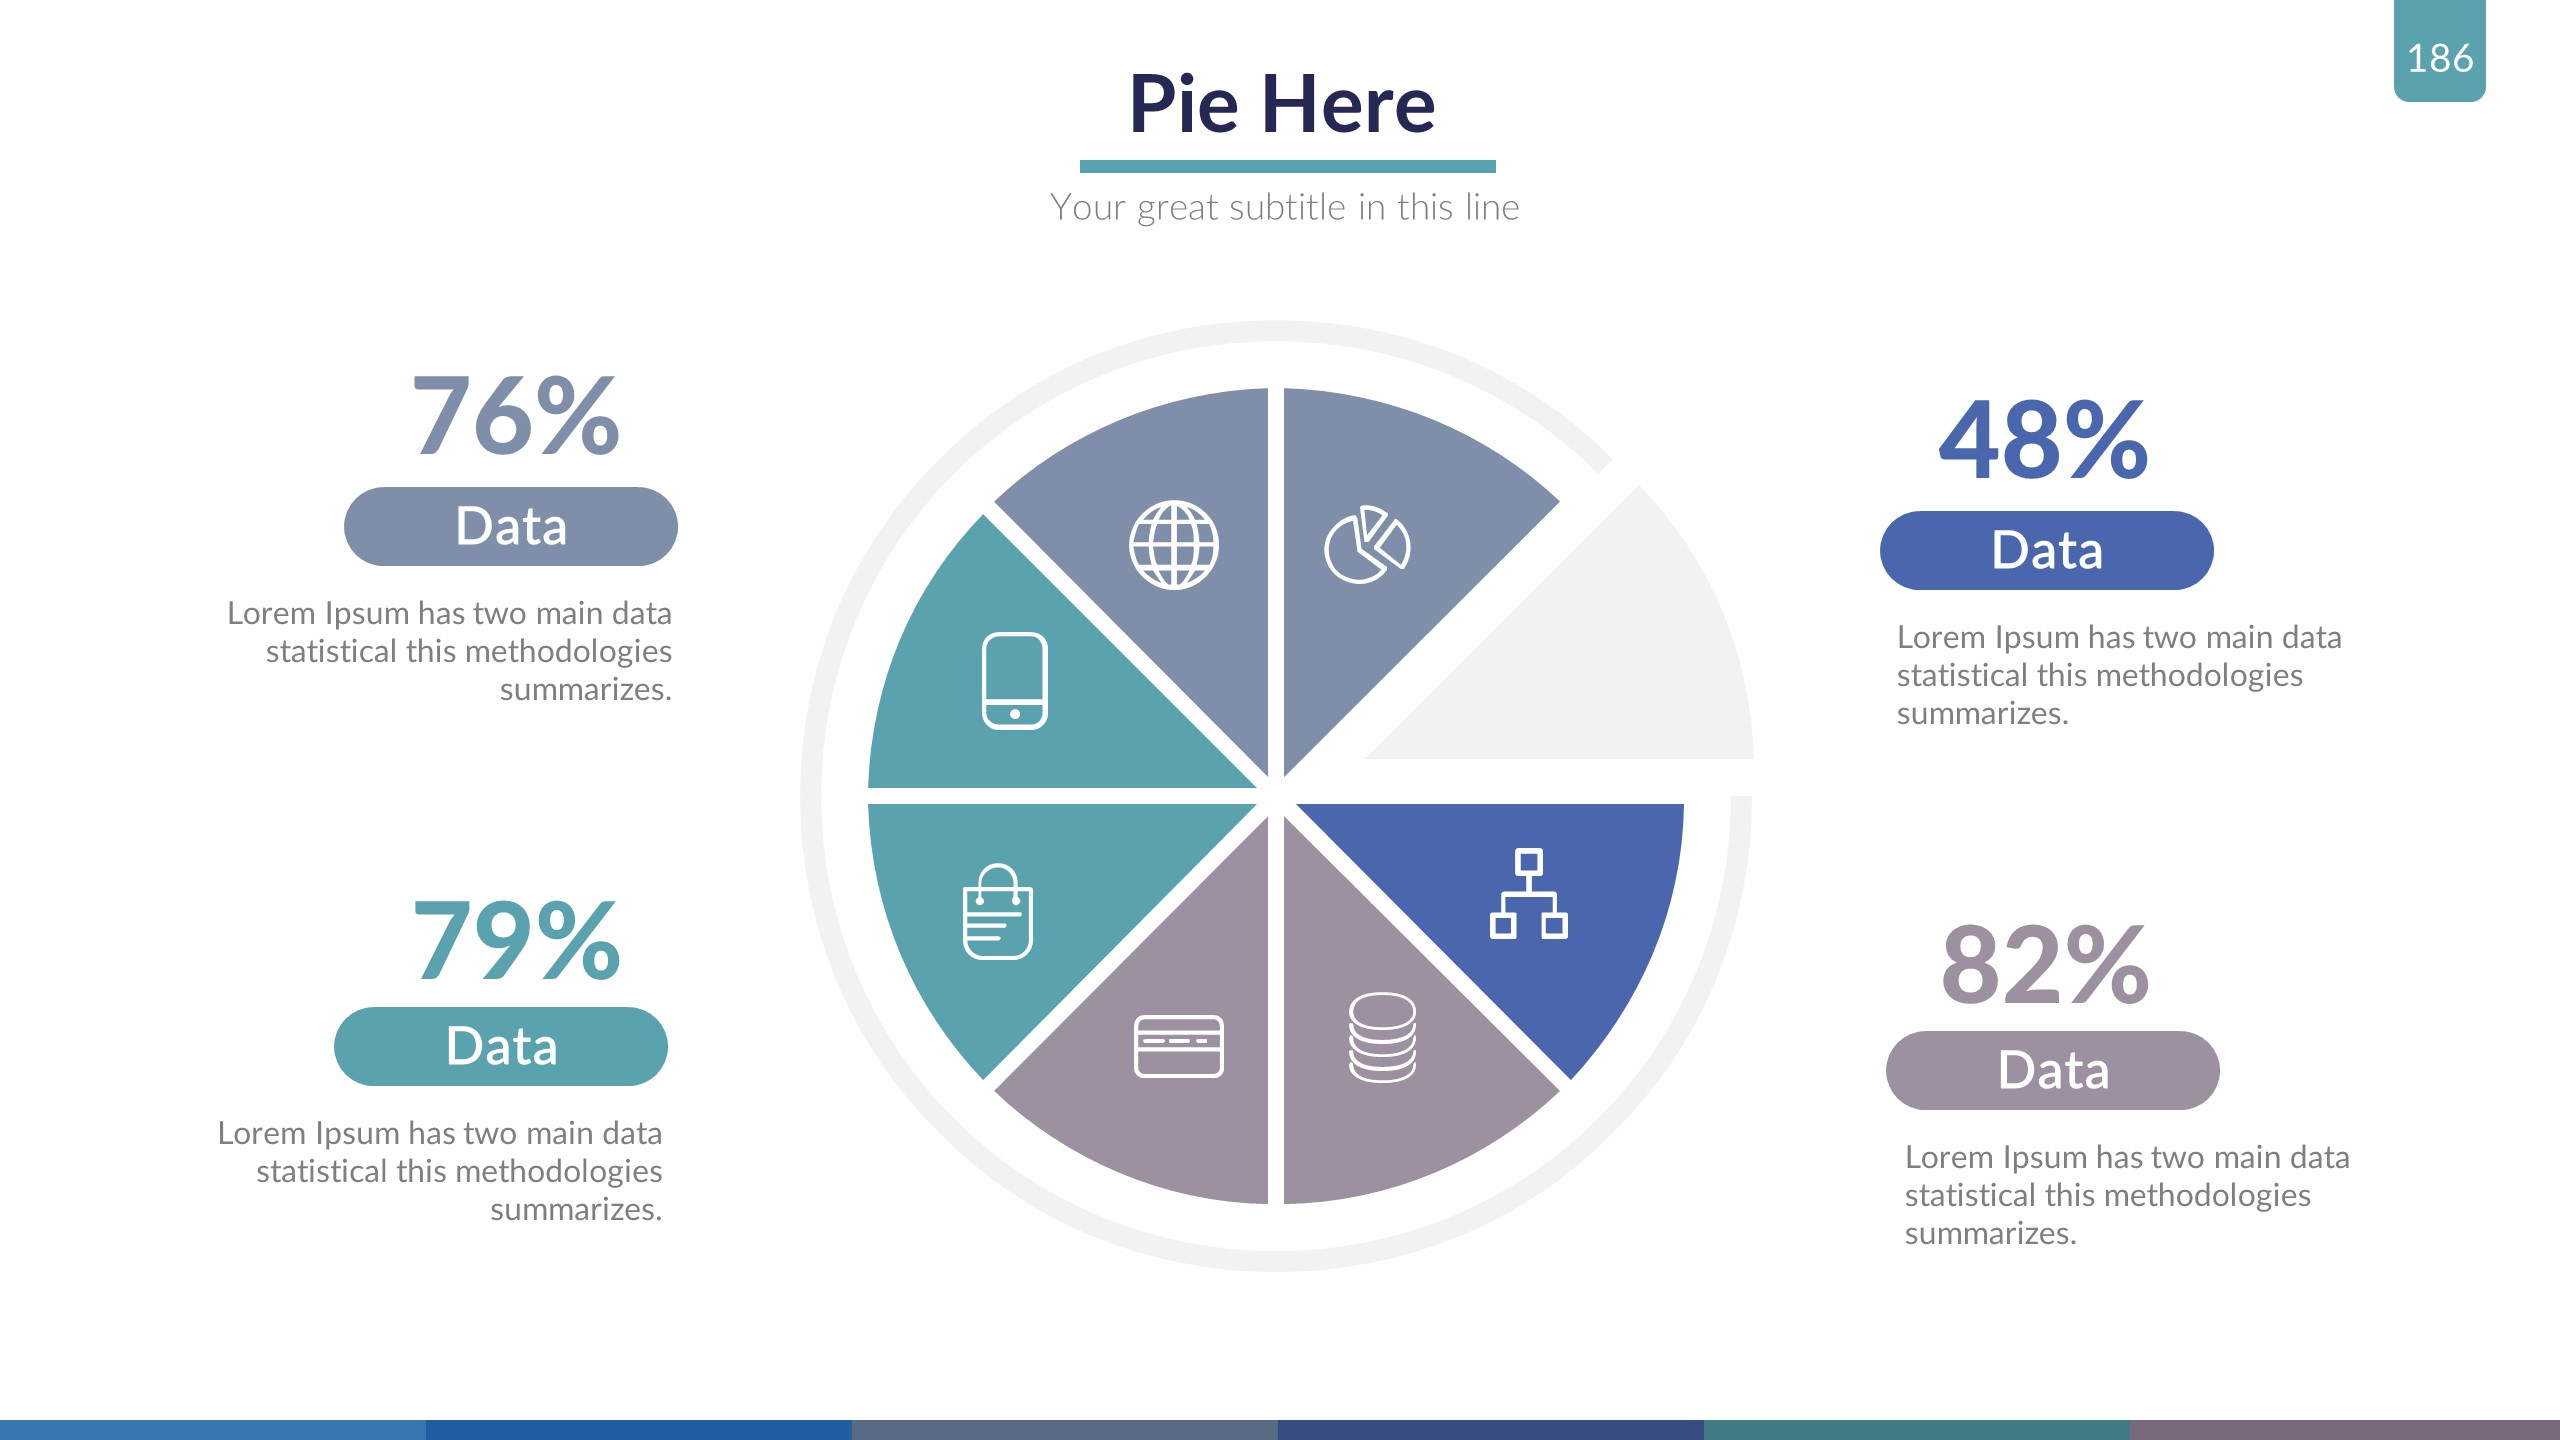 186
Pie Here
Your great subtitle in this line
76%
Data
Lorem Ipsum has two main data
statistical this methodologies
summarizes.
48%
Data
Lorem Ipsum has two main data
statistical this methodologies
summarizes.
79%
Data
Lorem Ipsum has two main data
statistical this methodologies
summarizes.
82%
Data
Lorem Ipsum has two main data
statistical this methodologies
summarizes.